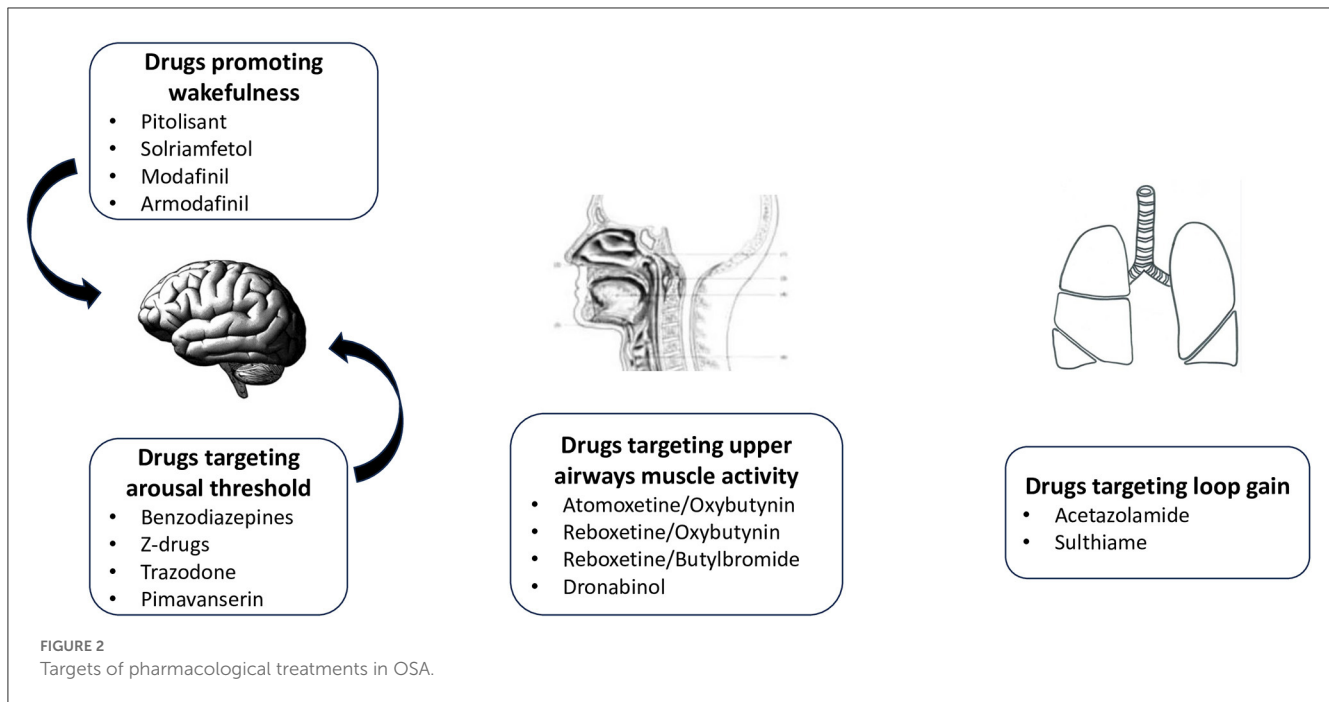 Drugs promoting
wakefulness
• Pitolisant
• Solriamfetol
• Modafinil
• Armodafinil
Drugs targeting
arousal threshold
• Benzodiazepines
• Z-drugs
• Trazodone
• Pimavanserin
Drugs targeting upper
airways muscle activity
• Atomoxetine/Oxybutynin
• Reboxetine/Oxybutynin
• Reboxetine/Butylbromide
• Dronabinol
Drugs targeting loop gain
• Acetazolamide
• Sulthiame
FIGURE 2
Targets of pharmacological treatments in OSA.